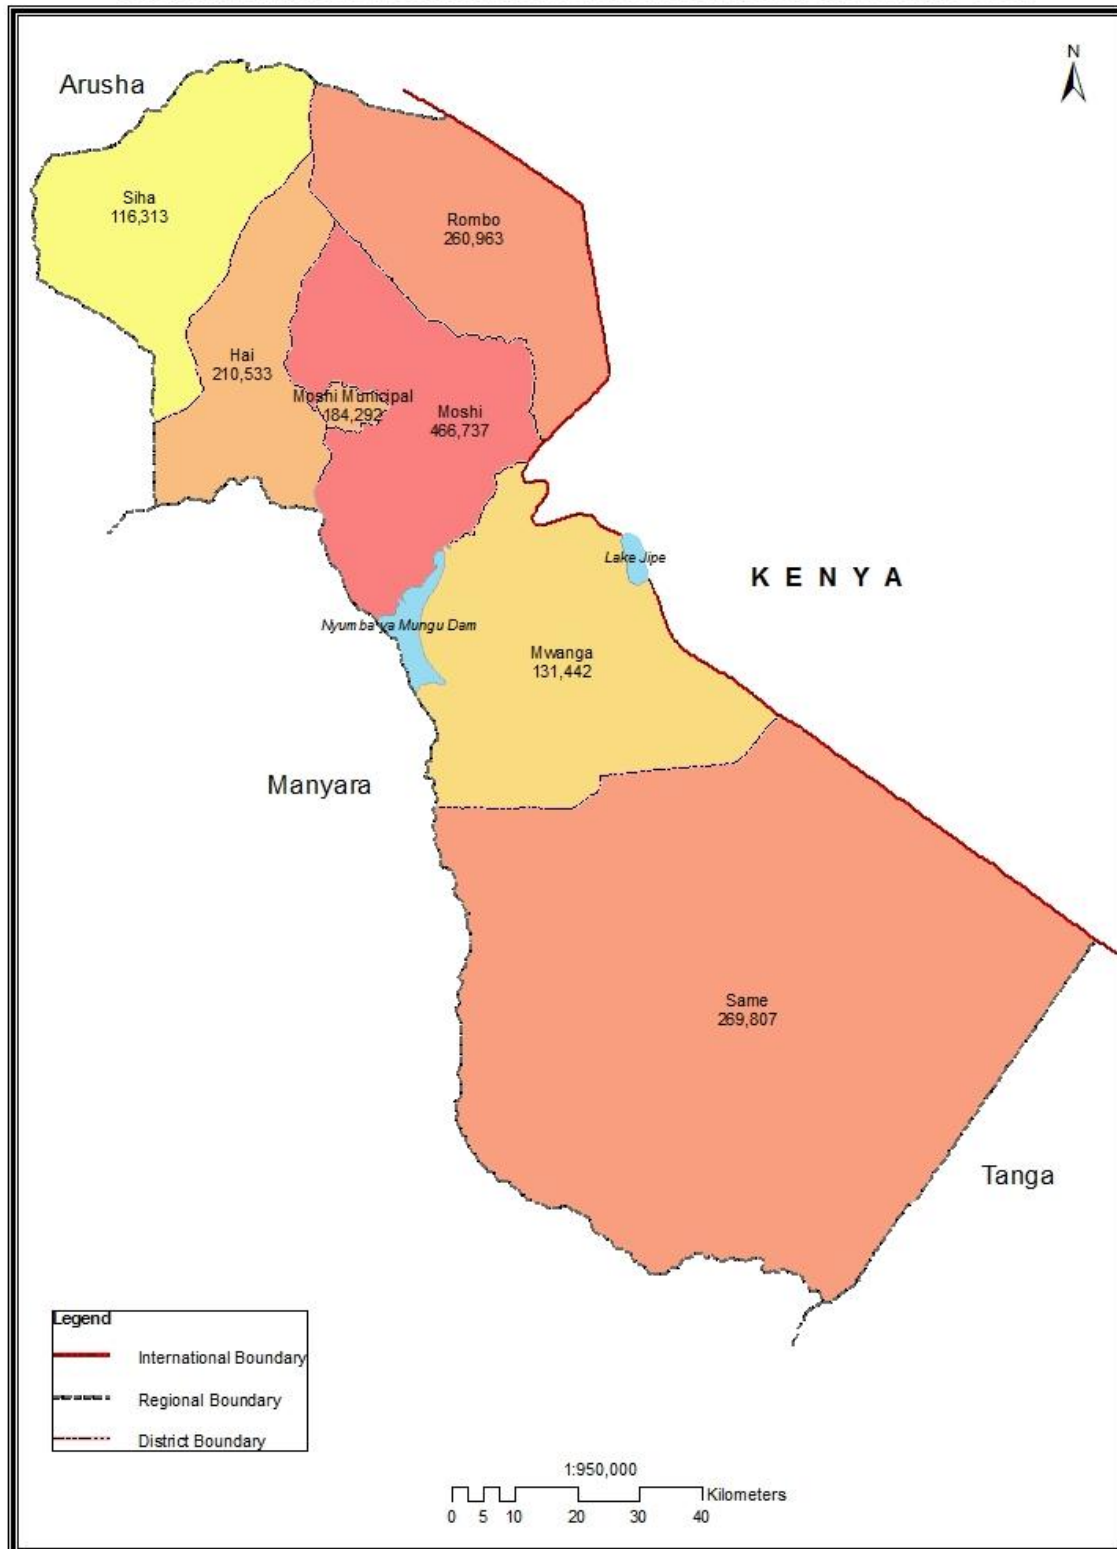 N
Arusha
Siha
116,313
Rombo
260,963
Hai
210,533
Moshi Municipal
184,292
Moshi
466,737
Lake Jipe
KENYA
Nyumba ya Mungu Dam
Mwanga
131,442
Manyara
Same
269,807
Tanga
Legend
International Boundary
Regional Boundary
District Boundary
1:950,000
Kilometers
0 5 10 20 30 40